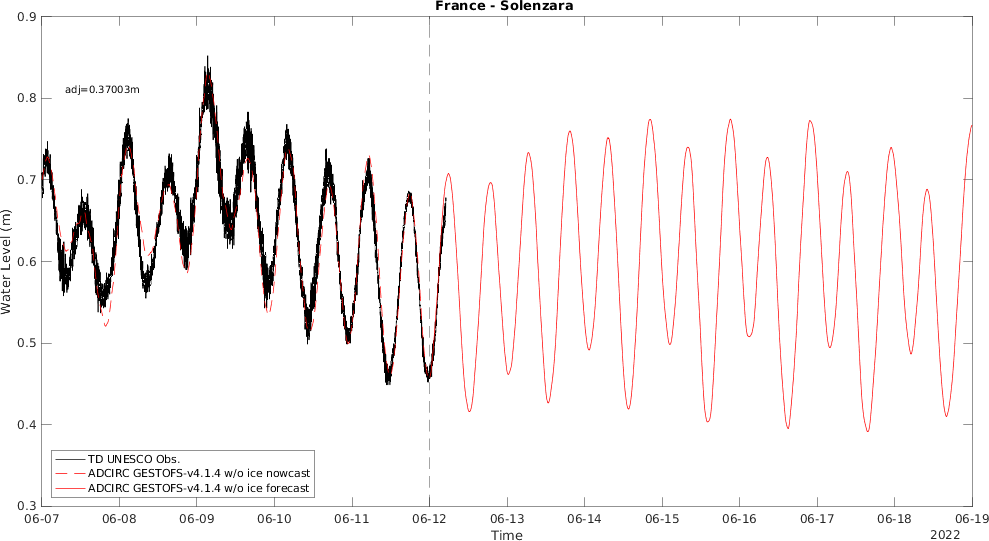 France - Solenzara
0.9
0.8
0.7
0.6
0.5
0.4
0.3
Water Level (m)
adj=0.37003m
TD UNESCO Obs.
ADCIRC GESTOFS-v4.1.4 w/o ice nowcast
ADCIRC GESTOFS-v4.1.4 w/o ice forecast
06-07 06-08 06-09 06-10 06-11 06-12 06-13 06-14 06-15 06-16 06-17 06-18 06-19
Time
2022